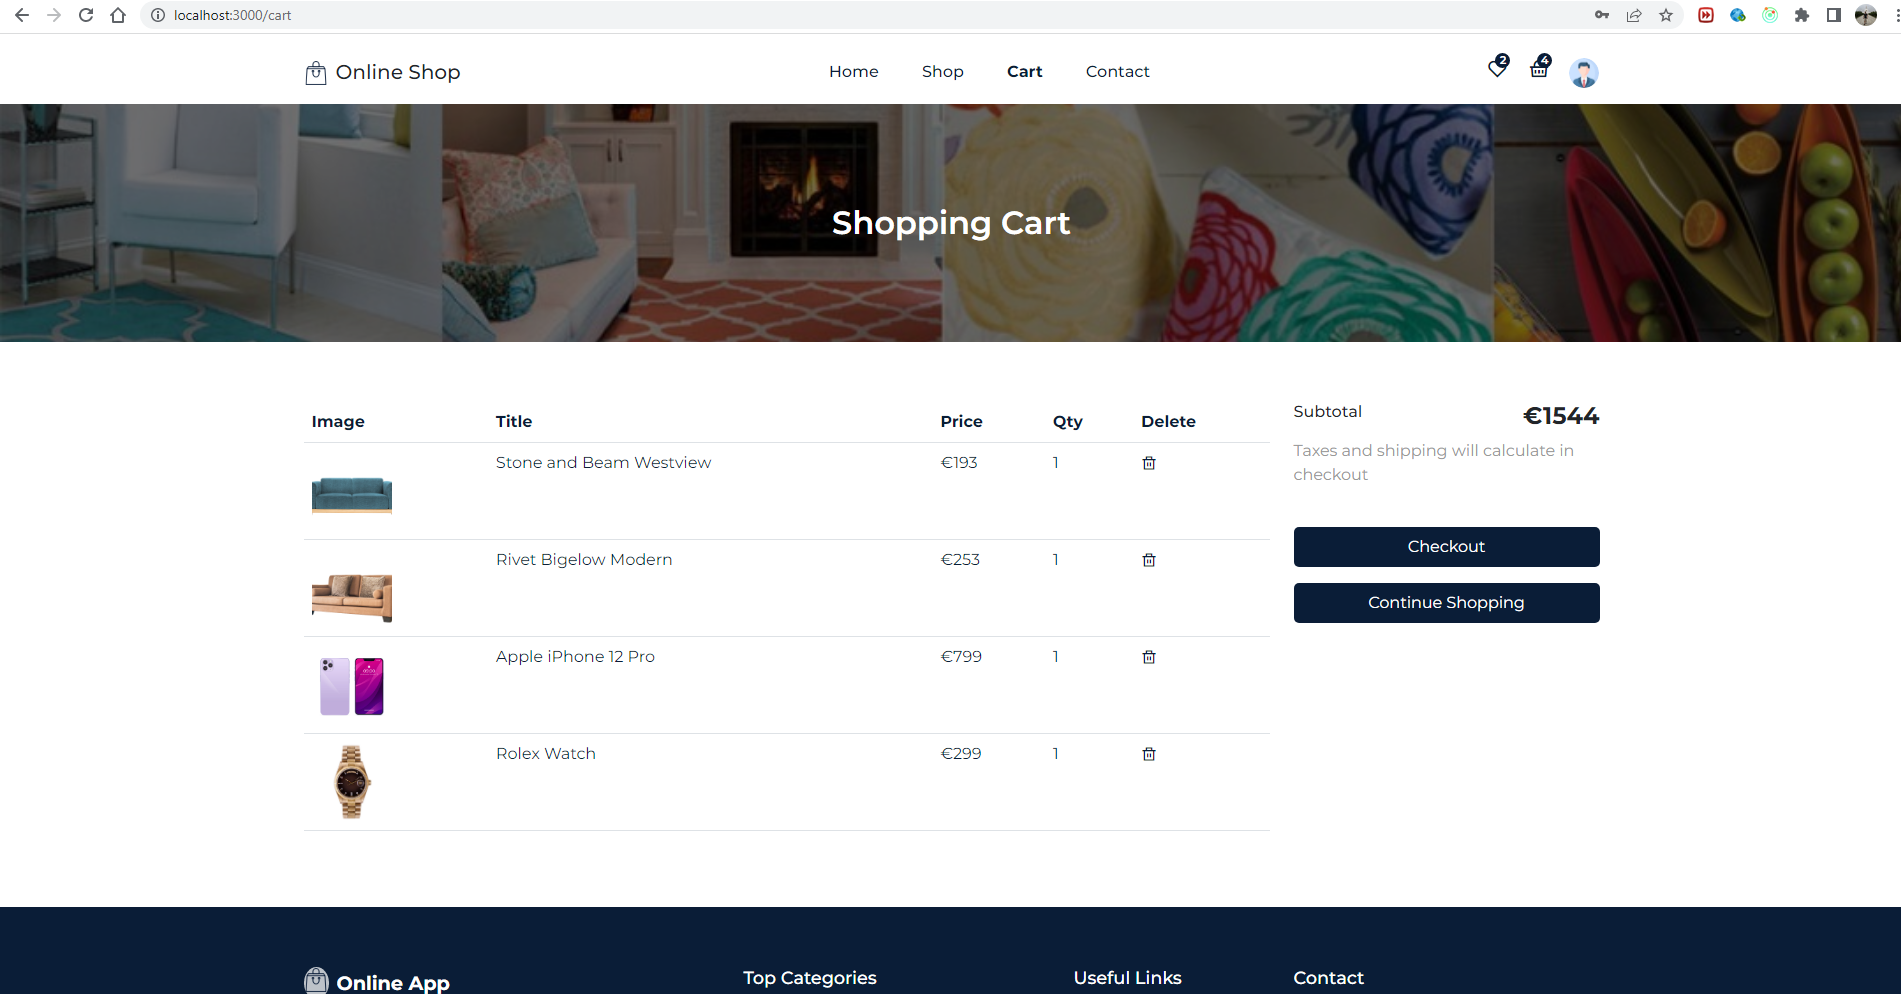 localhost:3000/cart
Online Shop
Home Shop Cart Contact
2 4
Shopping Cart
Image Title Price Qty Delete
Stone and Beam Westview €193 1
Rivet Bigelow Modern €253 1
Apple iPhone 12 Pro €799 1
Rolex Watch €299 1
Subtotal €1544
Taxes and shipping will calculate in
checkout
Checkout
Continue Shopping
Online App Top Categories Useful Links Contact